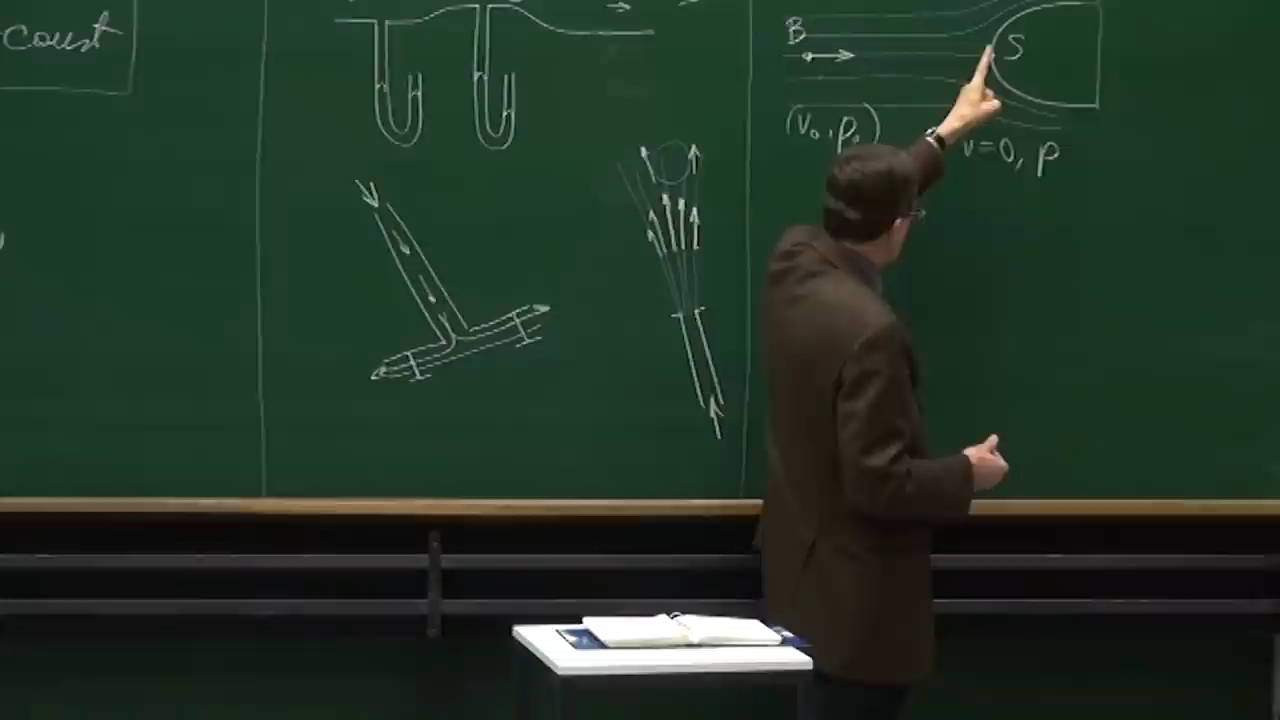 const
B
S
(v₀, p₀)
v=0, p